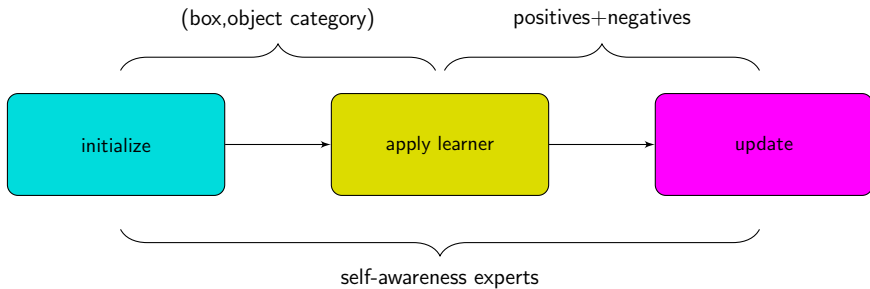 (box,object category)
positives+negatives
initialize
apply learner
update
self-awareness experts